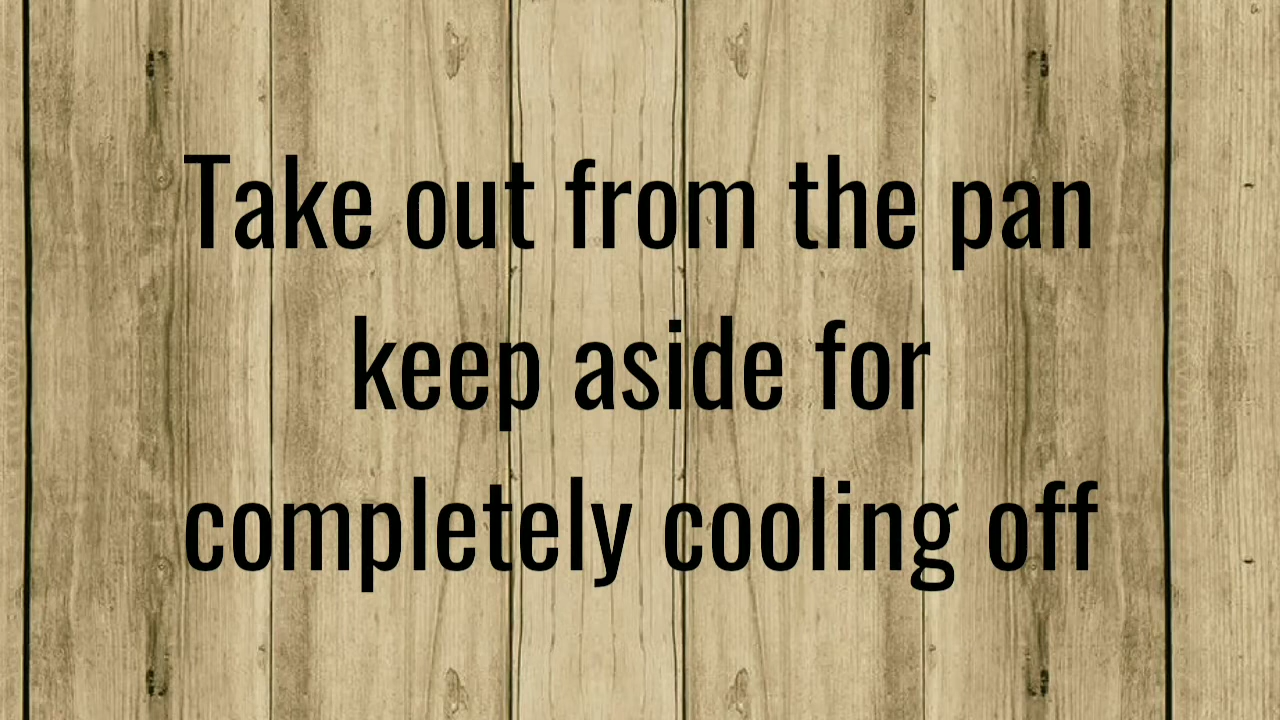 Take out from the pan
keep aside for
completely cooling off